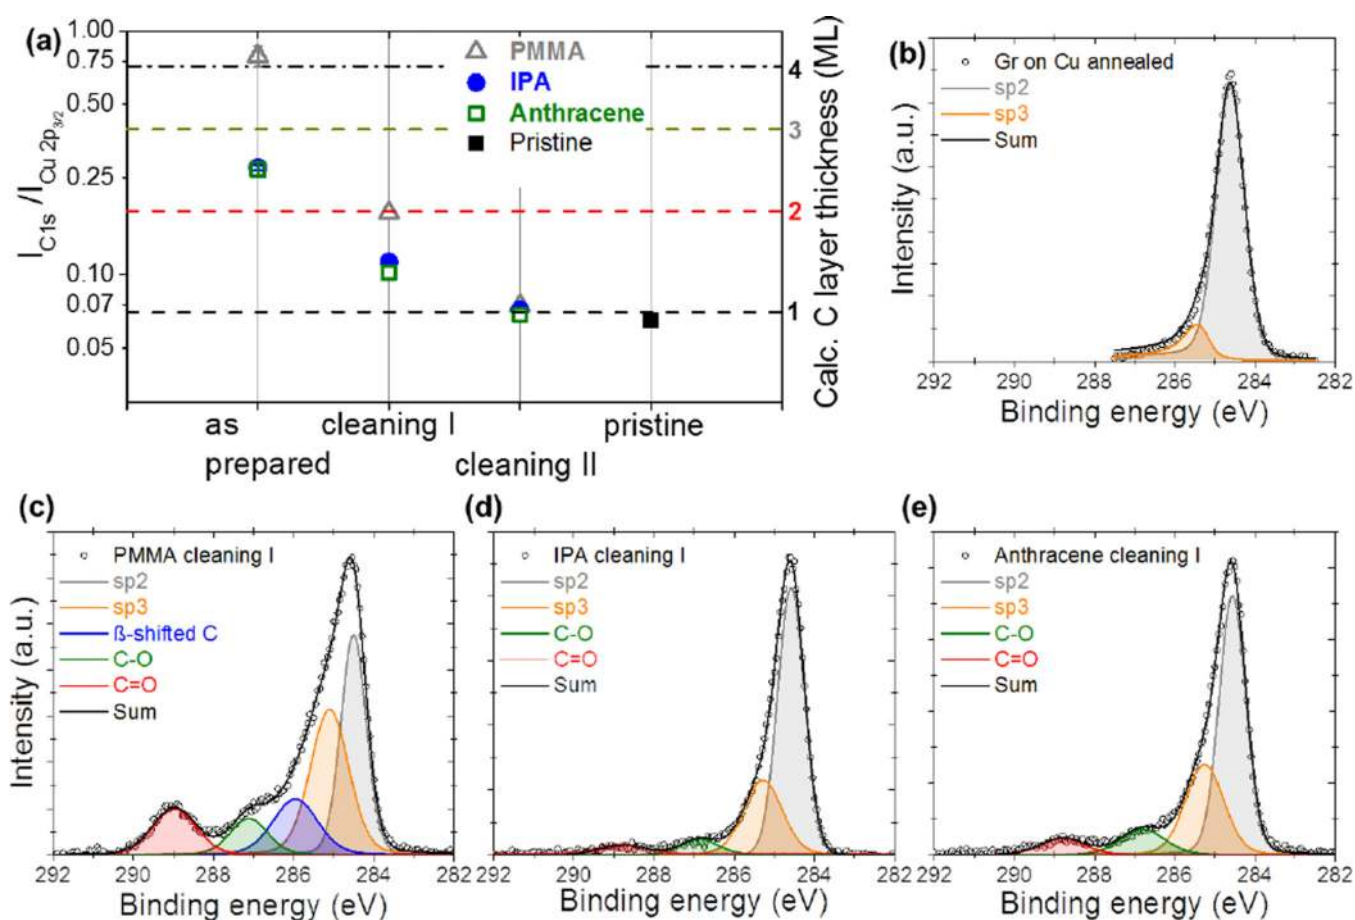 (a)
1.00
0.75
0.50
0.25
0.10
0.07
0.05
I_C1s /I_Cu 2p3/2
PMMA
IPA
Anthracene
Pristine
4
3
2
1
Calc. C layer thickness (ML)
as prepared
cleaning I
cleaning II
pristine
(b)
Gr on Cu annealed
sp2
sp3
Sum
Intensity (a.u.)
292 290 288 286 284 282
Binding energy (eV)
(c)
PMMA cleaning I
sp2
sp3
ß-shifted C
C-O
C=O
Sum
Intensity (a.u.)
292 290 288 286 284 282
Binding energy (eV)
(d)
IPA cleaning I
sp2
sp3
C-O
C=O
Sum
292 290 288 286 284 282
Binding energy (eV)
(e)
Anthracene cleaning I
sp2
sp3
C-O
C=O
Sum
292 290 288 286 284 282
Binding energy (eV)